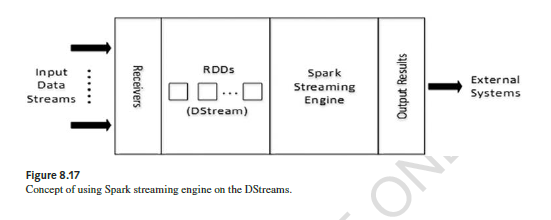 Input
Data
Streams
Receivers
RDDs
...
(DStream)
Spark
Streaming
Engine
Output Results
External
Systems
Figure 8.17
Concept of using Spark streaming engine on the DStreams.
ON